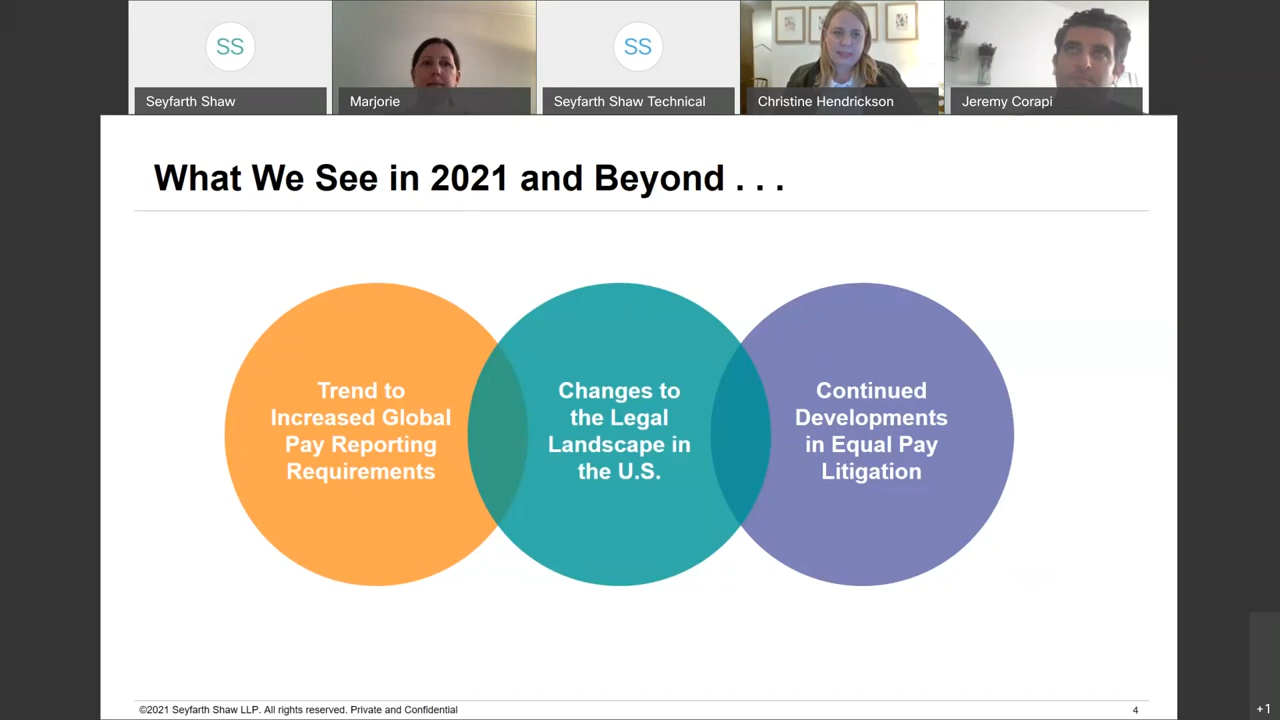 SS
SS
Seyfarth Shaw
Marjorie
Seyfarth Shaw Technical
Christine Hendrickson
Jeremy Corapi
What We See in 2021 and Beyond . . .
Trend to
Increased Global
Pay Reporting
Requirements
Changes to
the Legal
Landscape in
the U.S.
Continued
Developments
in Equal Pay
Litigation
©2021 Seyfarth Shaw LLP. All rights reserved. Private and Confidential
4
+1